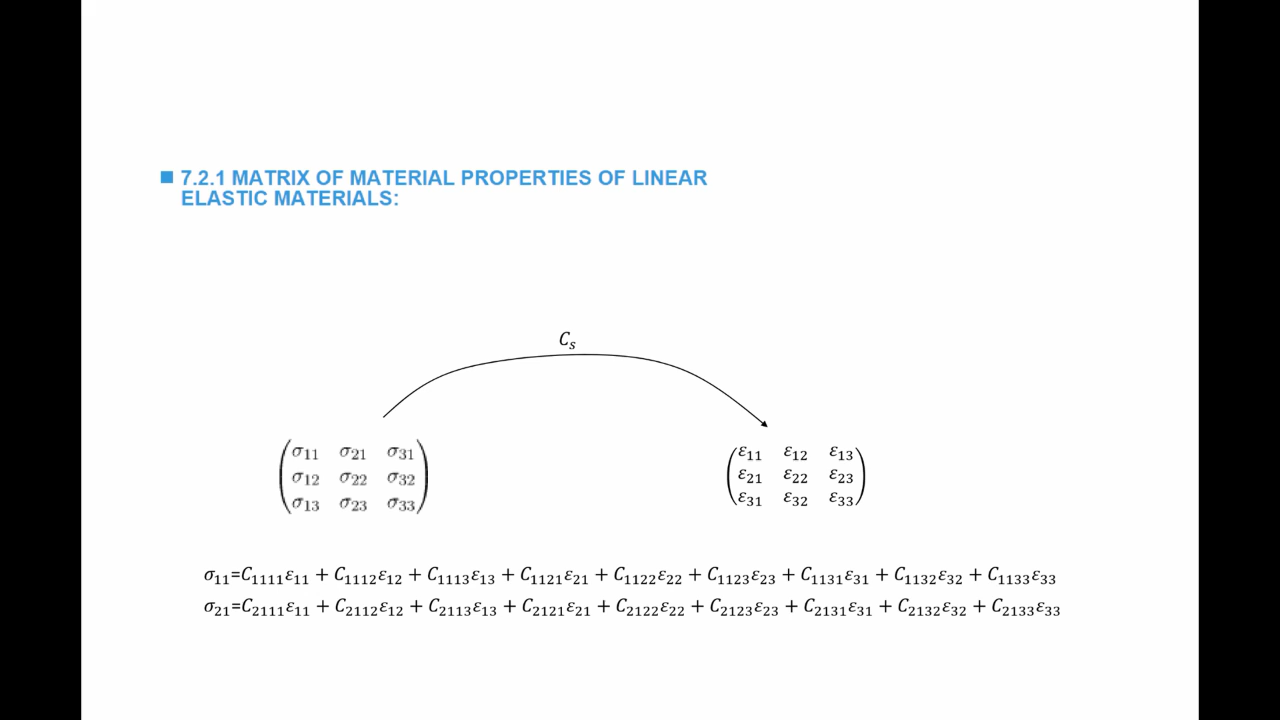 ■ 7.2.1 MATRIX OF MATERIAL PROPERTIES OF LINEAR
ELASTIC MATERIALS:
Cₛ
σ₁₁ σ₂₁ σ₃₁
σ₁₂ σ₂₂ σ₃₂
σ₁₃ σ₂₃ σ₃₃
ε₁₁ ε₁₂ ε₁₃
ε₂₁ ε₂₂ ε₂₃
ε₃₁ ε₃₂ ε₃₃
σ₁₁=C₁₁₁₁ε₁₁ + C₁₁₁₂ε₁₂ + C₁₁₁₃ε₁₃ + C₁₁₂₁ε₂₁ + C₁₁₂₂ε₂₂ + C₁₁₂₃ε₂₃ + C₁₁₃₁ε₃₁ + C₁₁₃₂ε₃₂ + C₁₁₃₃ε₃₃
σ₂₁=C₂₁₁₁ε₁₁ + C₂₁₁₂ε₁₂ + C₂₁₁₃ε₁₃ + C₂₁₂₁ε₂₁ + C₂₁₂₂ε₂₂ + C₂₁₂₃ε₂₃ + C₂₁₃₁ε₃₁ + C₂₁₃₂ε₃₂ + C₂₁₃₃ε₃₃